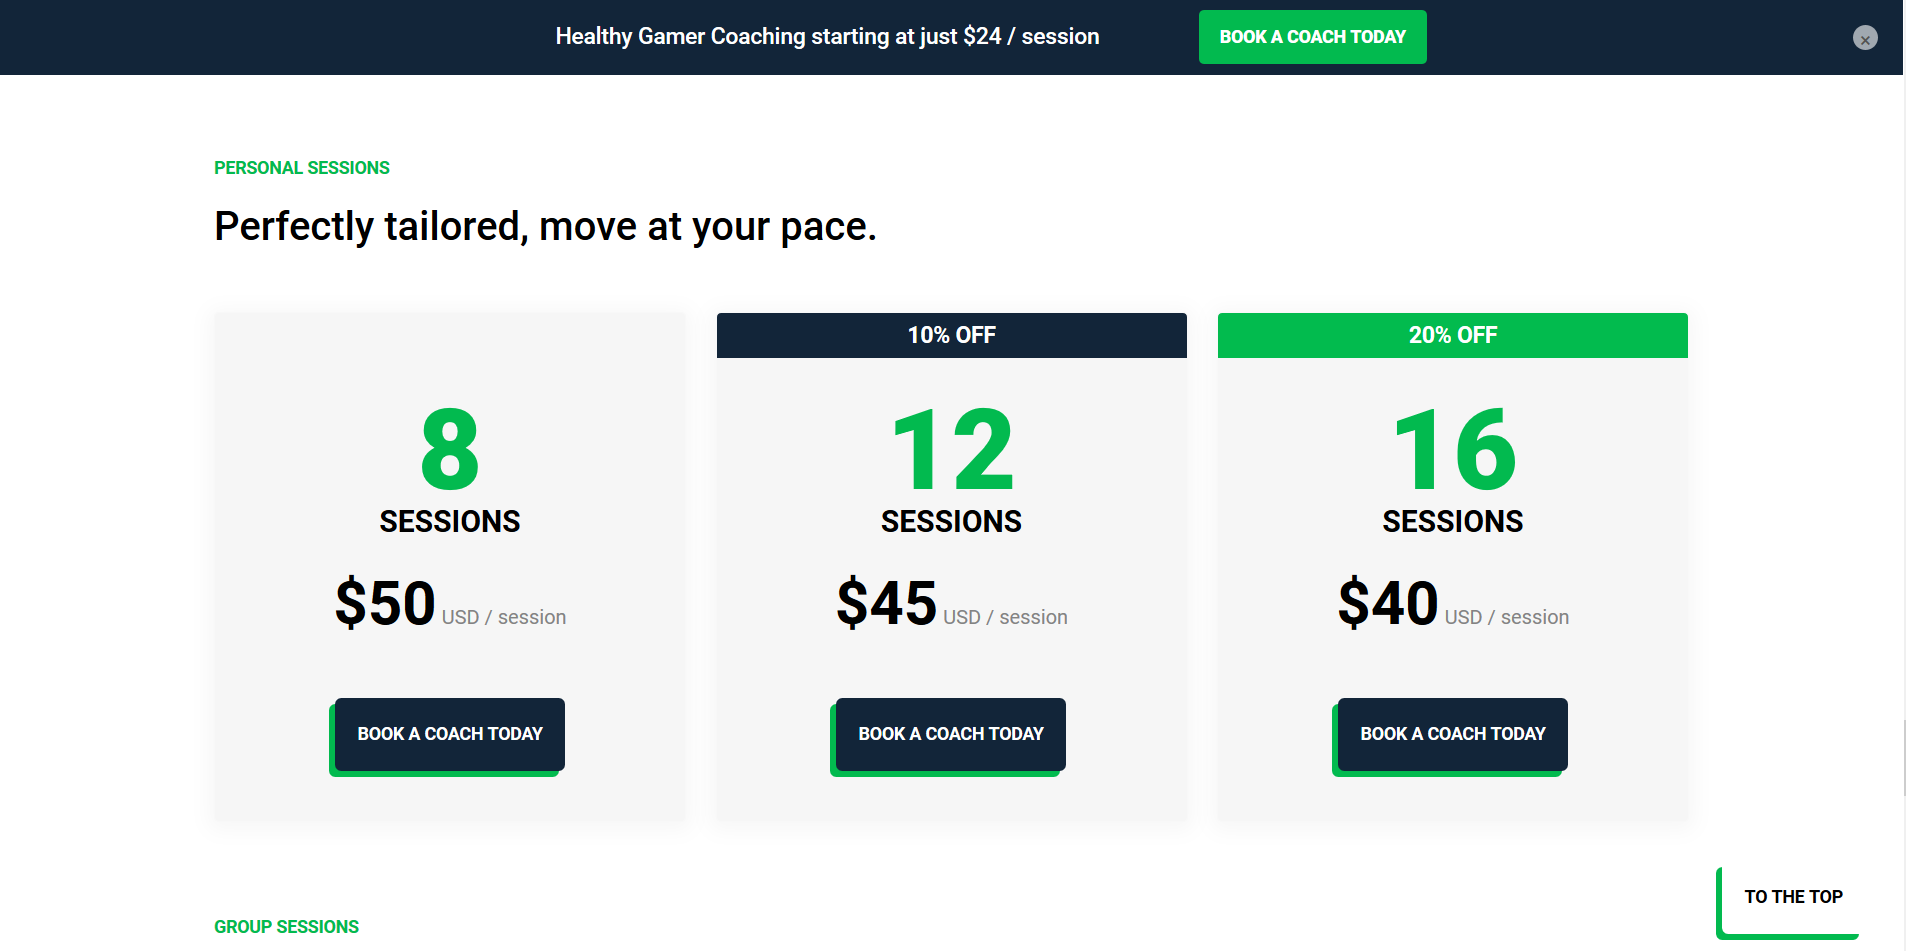 Healthy Gamer Coaching starting at just $24 / session
BOOK A COACH TODAY
PERSONAL SESSIONS
Perfectly tailored, move at your pace.
8
SESSIONS
$50 USD / session
BOOK A COACH TODAY
10% OFF
12
SESSIONS
$45 USD / session
BOOK A COACH TODAY
20% OFF
16
SESSIONS
$40 USD / session
BOOK A COACH TODAY
TO THE TOP
GROUP SESSIONS